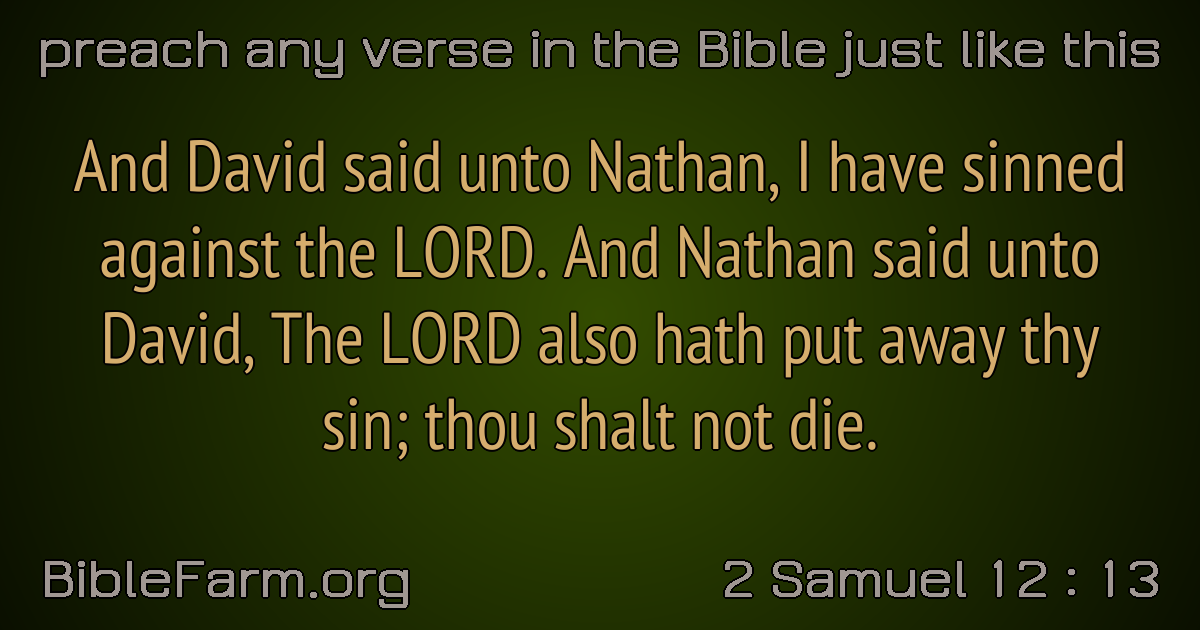 preach any verse in the Bible just like this
And David said unto Nathan, I have sinned
against the LORD. And Nathan said unto
David, The LORD also hath put away thy
sin; thou shalt not die.
BibleFarm.org
2 Samuel 12 : 13